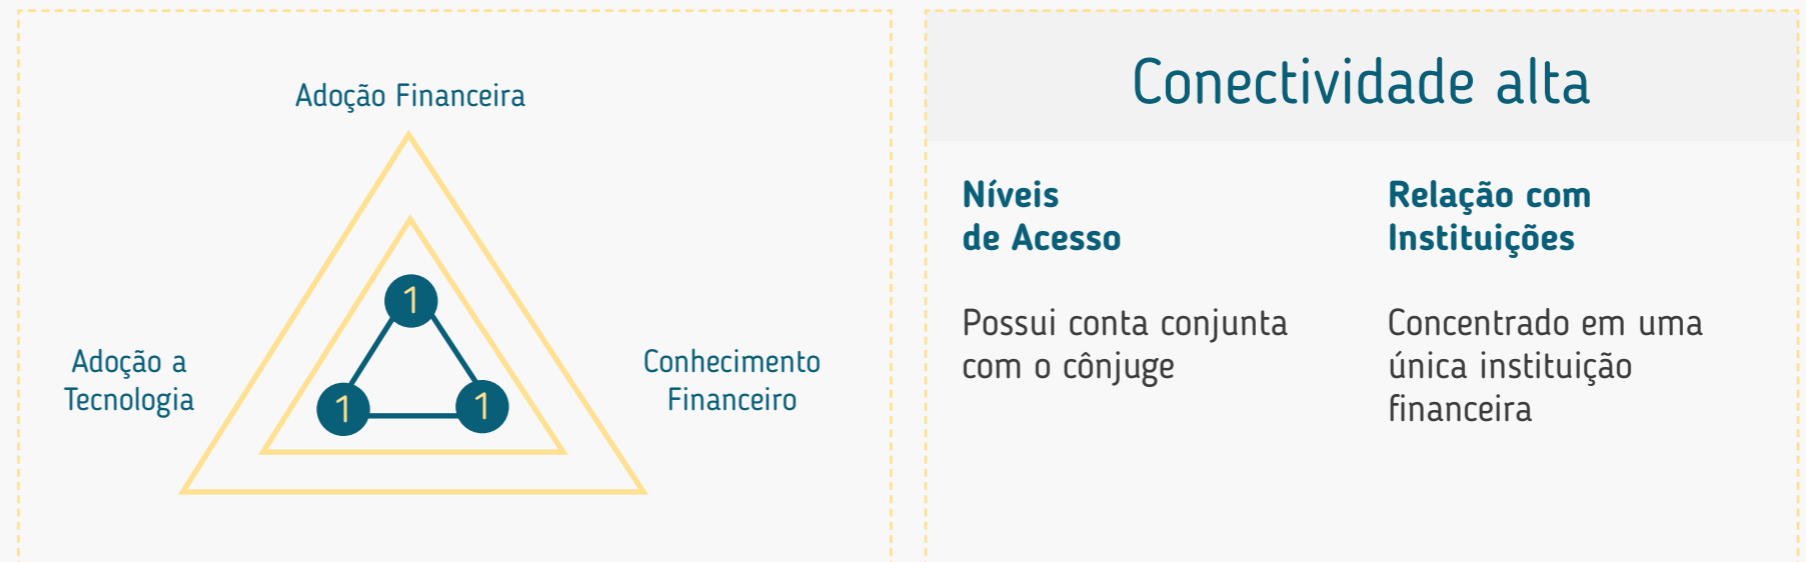 Adoção Financeira
1
1
1
Adoção a
Tecnologia
Conhecimento
Financeiro
Conectividade alta
Níveis
de Acesso
Possui conta conjunta
com o cônjuge
Relação com
Instituições
Concentrado em uma
única instituição
financeira